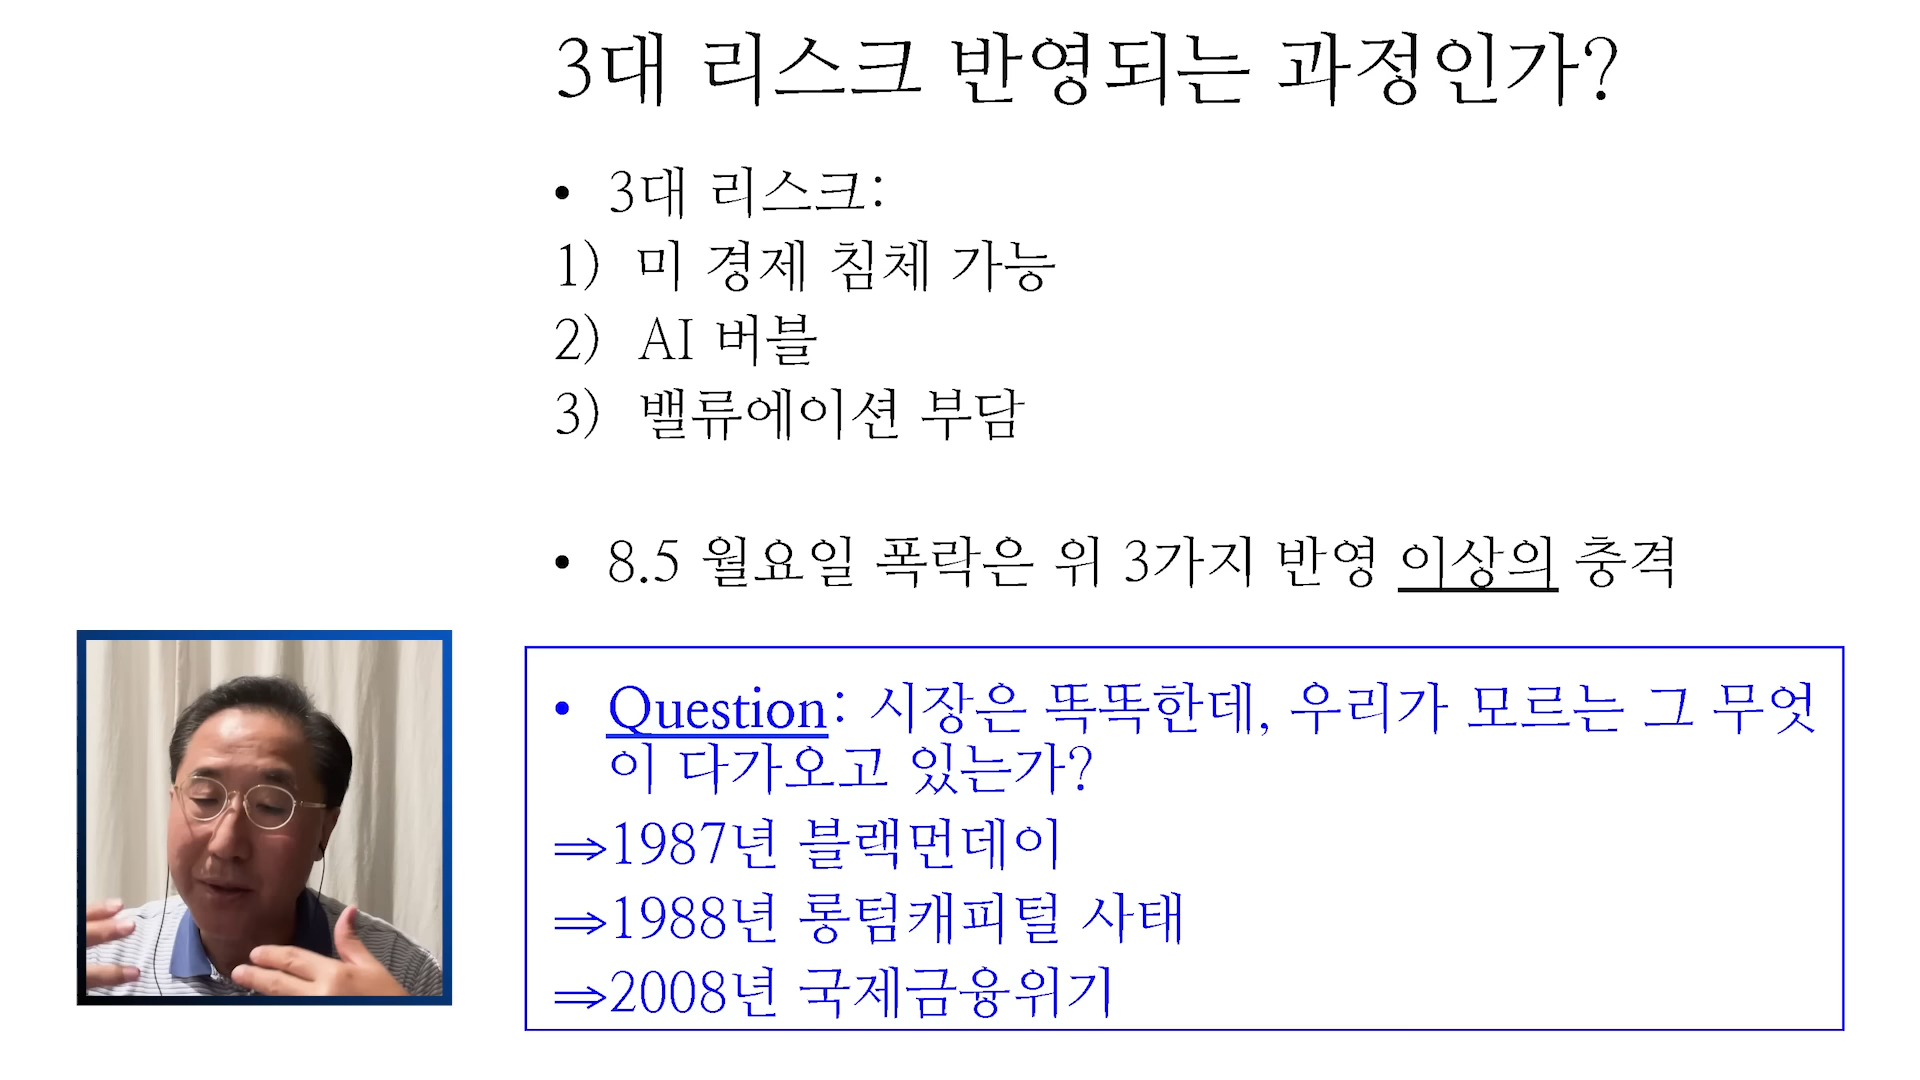 3대 리스크 반영되는 과정인가?
• 3대 리스크:
1) 미 경제 침체 가능
2) AI 버블
3) 밸류에이션 부담
• 8.5 월요일 폭락은 위 3가지 반영 이상의 충격
• Question: 시장은 똑똑한데, 우리가 모르는 그 무엇
이 다가오고 있는가?
⇒1987년 블랙먼데이
⇒1988년 롱텀캐피털 사태
⇒2008년 국제금융위기